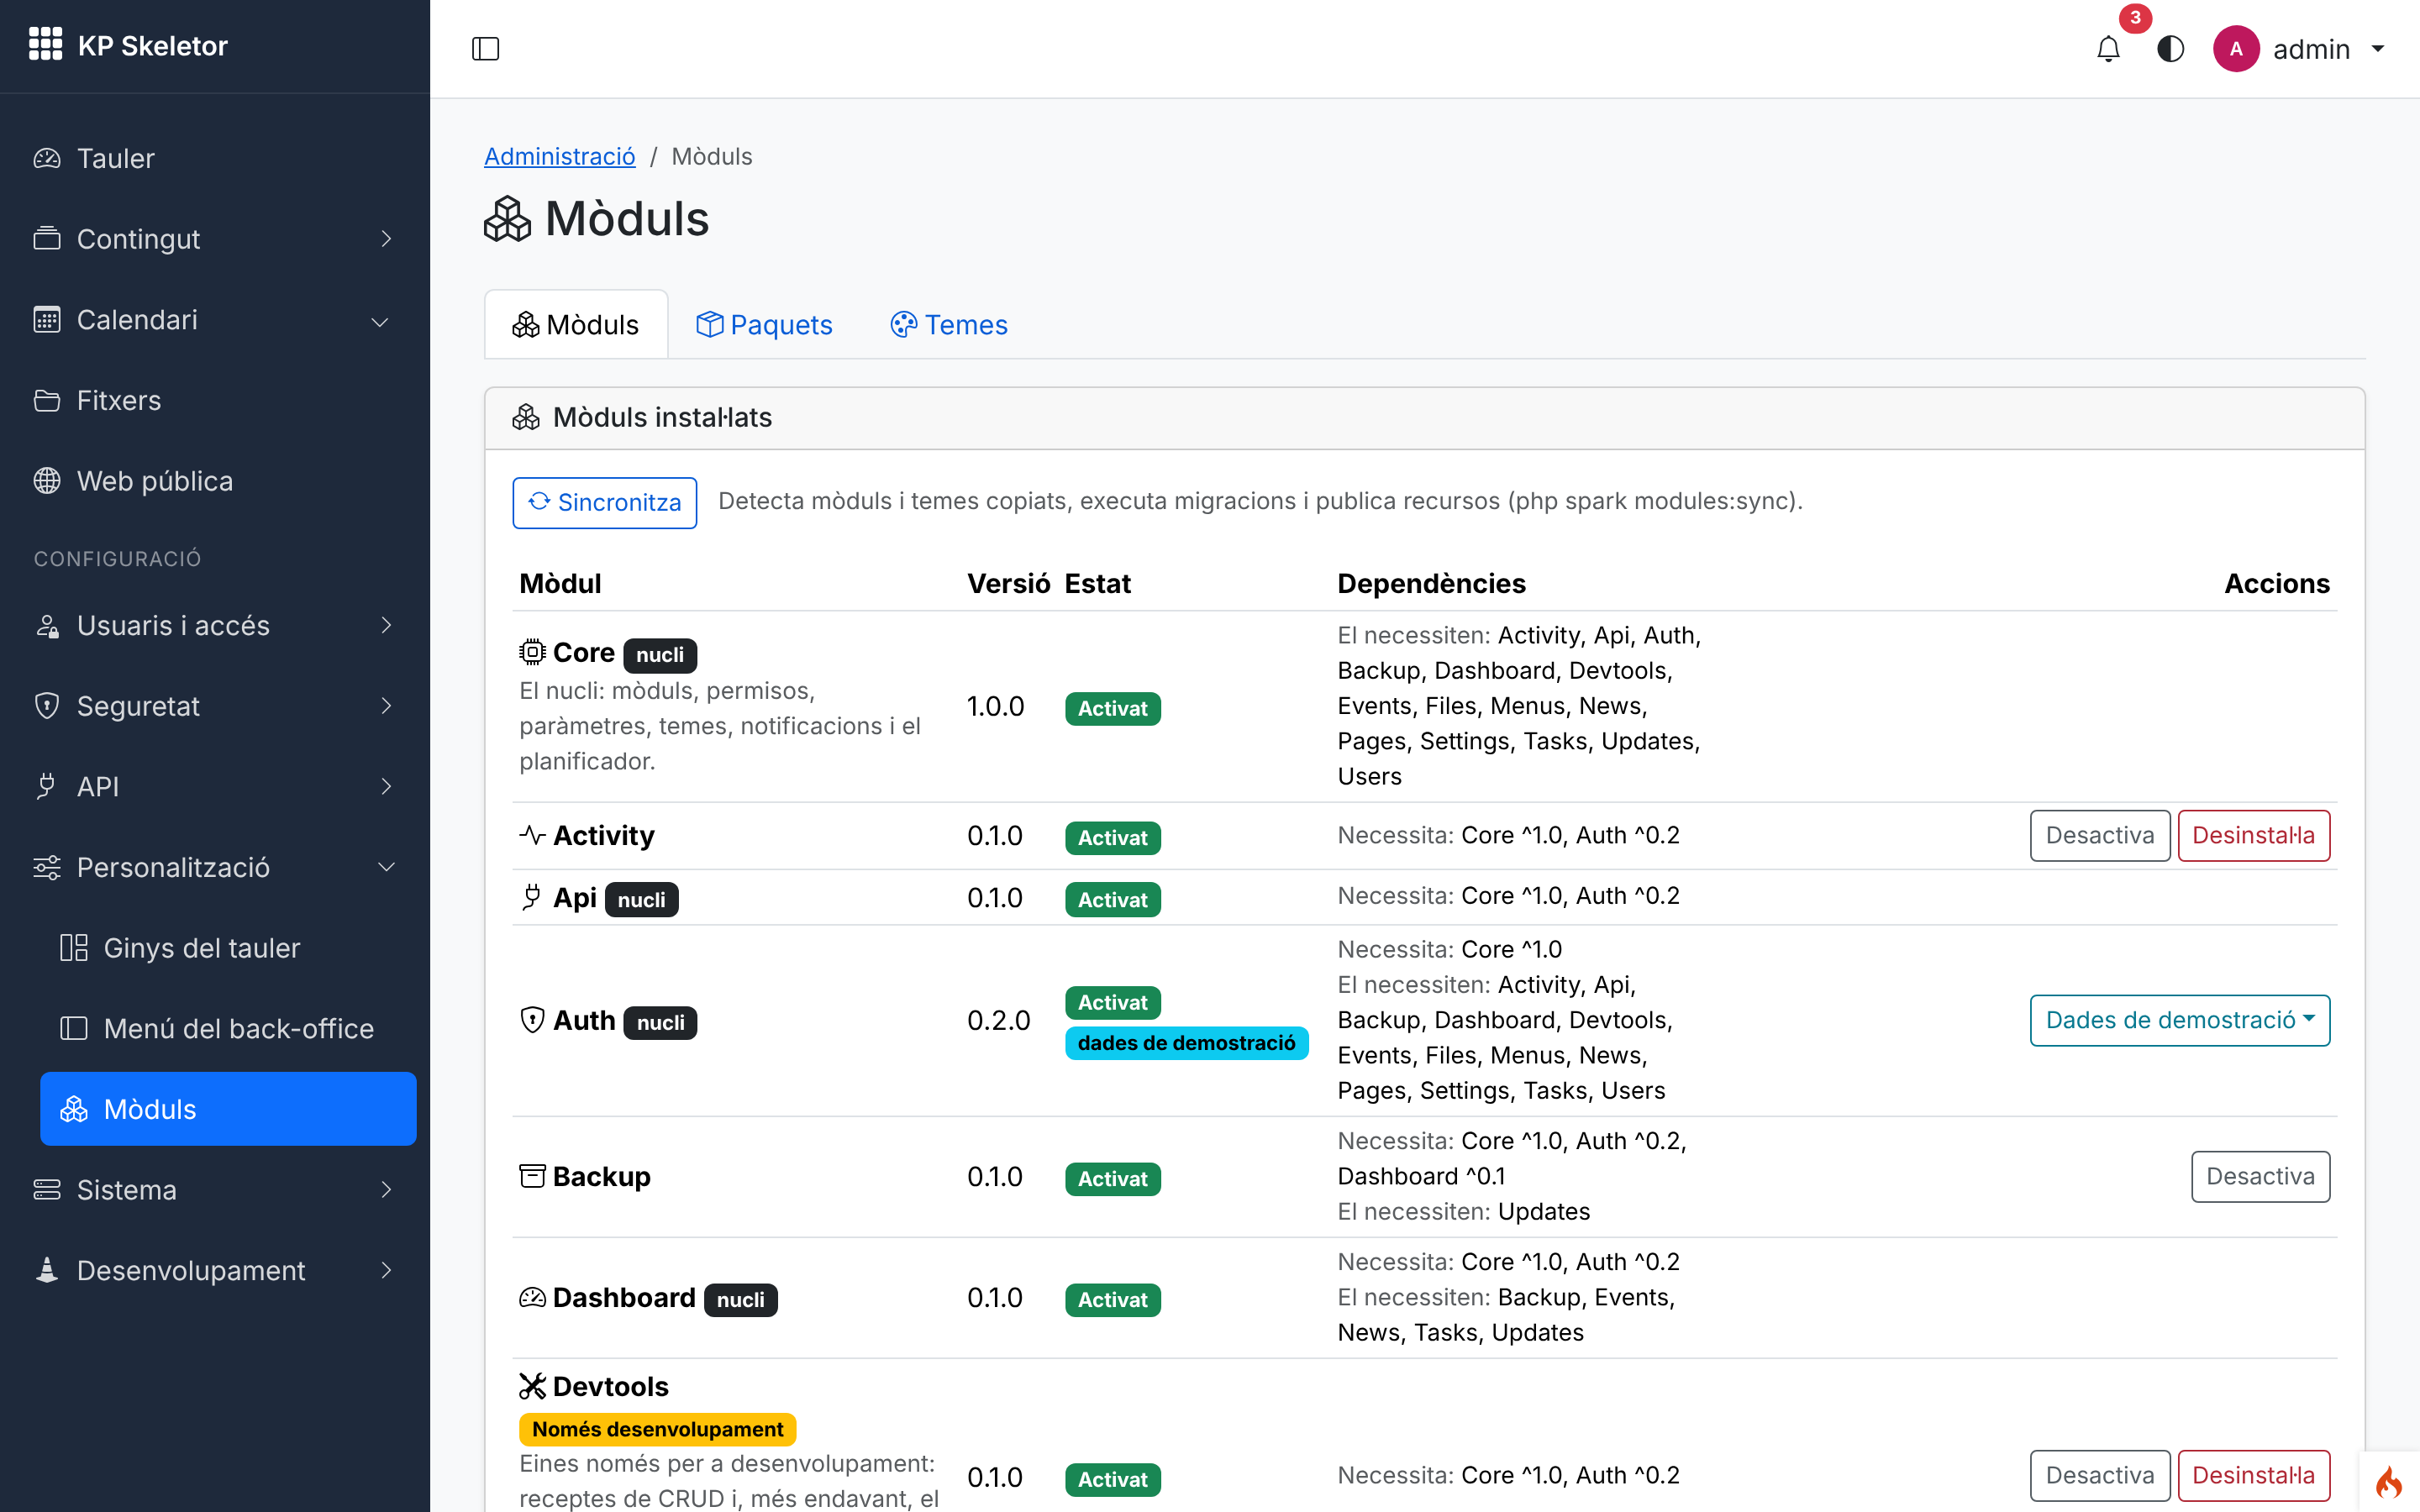 KP Skeletor
3
A
admin
Tauler
Contingut
Calendari
Fitxers
Web pública
CONFIGURACIÓ
Usuaris i accés
Seguretat
API
Personalització
Ginys del tauler
Menú del back-office
Mòduls
Sistema
Desenvolupament
Administració / Mòduls
Mòduls
Mòduls
Paquets
Temes
Mòduls instal·lats
Sincronitza
Detecta mòduls i temes copiats, executa migracions i publica recursos (php spark modules:sync).
Mòdul Versió Estat Dependències Accions
Core nucli
El nucli: mòduls, permisos,
paràmetres, temes, notificacions i el
planificador.
1.0.0
Activat
El necessiten: Activity, Api, Auth,
Backup, Dashboard, Devtools,
Events, Files, Menus, News,
Pages, Settings, Tasks, Updates,
Users
Activity
0.1.0
Activat
Necessita: Core ^1.0, Auth ^0.2
Desactiva
Desinstal·la
Api nucli
0.1.0
Activat
Necessita: Core ^1.0, Auth ^0.2
Auth nucli
0.2.0
Activat
dades de demostració
Necessita: Core ^1.0
El necessiten: Activity, Api,
Backup, Dashboard, Devtools,
Events, Files, Menus, News,
Pages, Settings, Tasks, Users
Dades de demostració
Backup
0.1.0
Activat
Necessita: Core ^1.0, Auth ^0.2,
Dashboard ^0.1
El necessiten: Updates
Desactiva
Dashboard nucli
0.1.0
Activat
Necessita: Core ^1.0, Auth ^0.2
El necessiten: Backup, Events,
News, Tasks, Updates
Devtools
Només desenvolupament
Eines només per a desenvolupament:
receptes de CRUD i, més endavant, el
0.1.0
Activat
Necessita: Core ^1.0, Auth ^0.2
Desactiva
Desinstal·la